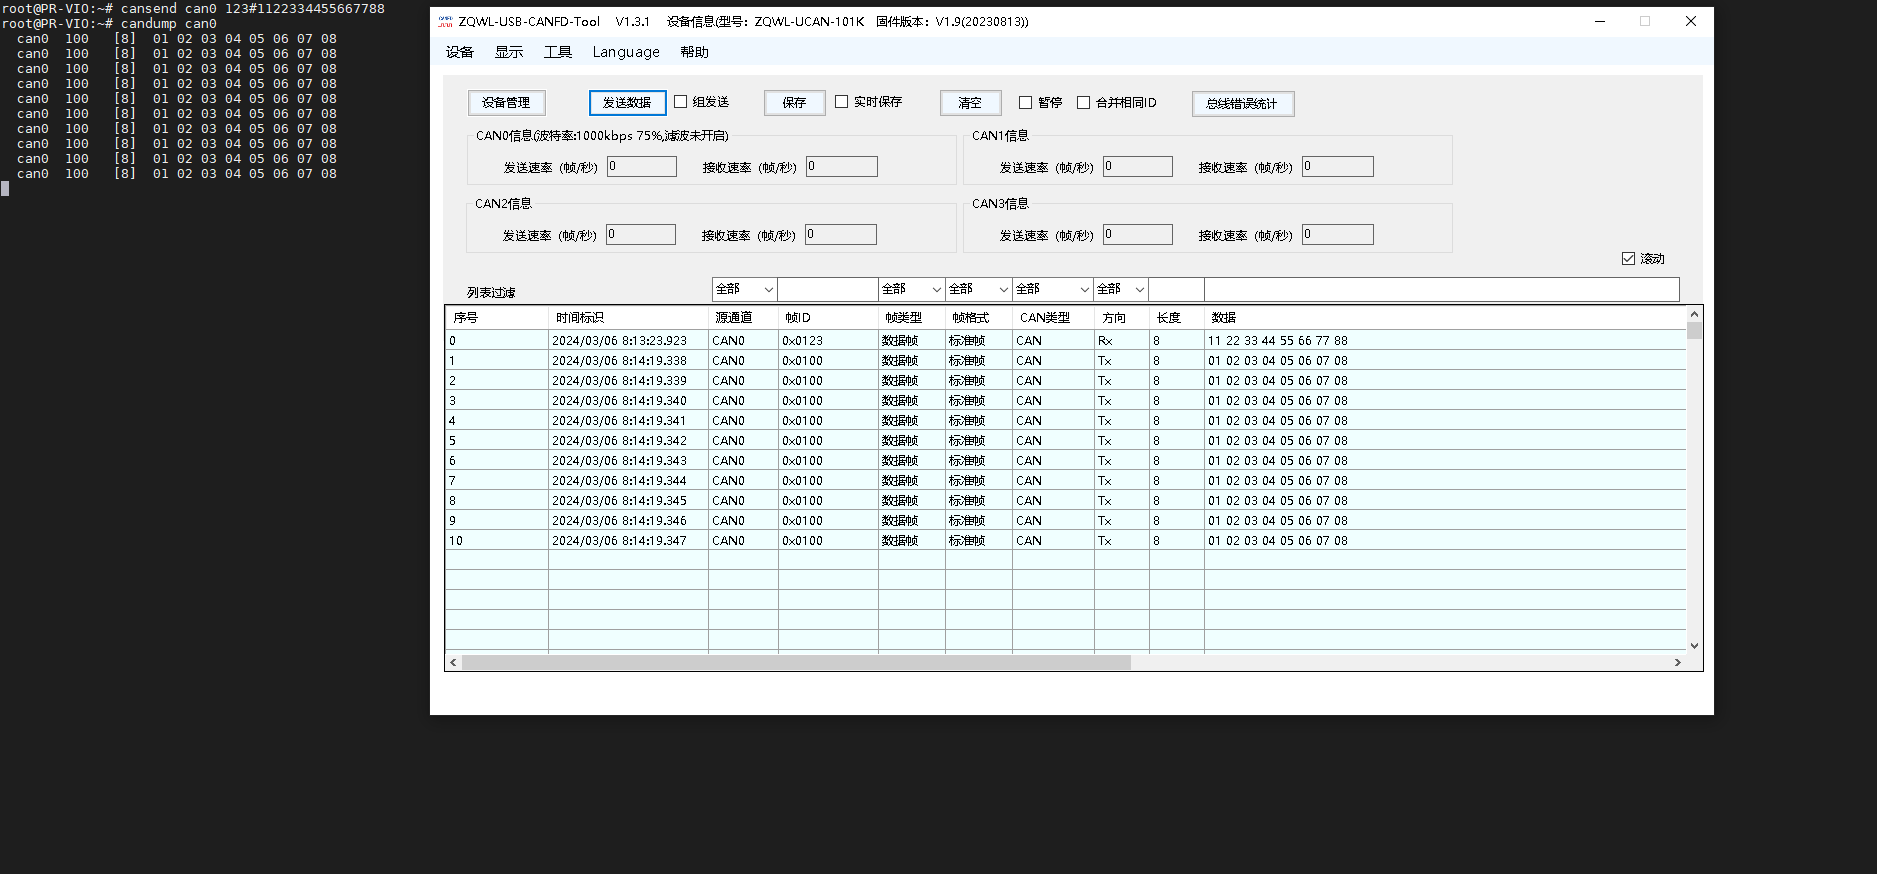 root@PR-VIO:~# cansend can0 123#1122334455667788
root@PR-VIO:~# candump can0
can0 100 [8] 01 02 03 04 05 06 07 08
can0 100 [8] 01 02 03 04 05 06 07 08
can0 100 [8] 01 02 03 04 05 06 07 08
can0 100 [8] 01 02 03 04 05 06 07 08
can0 100 [8] 01 02 03 04 05 06 07 08
can0 100 [8] 01 02 03 04 05 06 07 08
can0 100 [8] 01 02 03 04 05 06 07 08
can0 100 [8] 01 02 03 04 05 06 07 08
can0 100 [8] 01 02 03 04 05 06 07 08
can0 100 [8] 01 02 03 04 05 06 07 08
ZQWL-USB-CANFD-Tool V1.3.1 设备信息(型号：ZQWL-UCAN-101K 固件版本：V1.9(20230813))
设备 显示 工具 Language 帮助
设备管理 发送数据 组发送 保存 实时保存 清空 暂停 合并相同ID 总线错误统计
CAN0信息(波特率:1000kbps 75%,滤波未开启) CAN1信息
发送速率（帧/秒） 0 接收速率（帧/秒） 0 发送速率（帧/秒） 0 接收速率（帧/秒） 0
CAN2信息 CAN3信息
发送速率（帧/秒） 0 接收速率（帧/秒） 0 发送速率（帧/秒） 0 接收速率（帧/秒） 0
滚动
列表过滤 全部 全部 全部 全部 全部
序号 时间标识 源通道 帧ID 帧类型 帧格式 CAN类型 方向 长度 数据
0 2024/03/06 8:13:23.923 CAN0 0x0123 数据帧 标准帧 CAN Rx 8 11 22 33 44 55 66 77 88
1 2024/03/06 8:14:19.338 CAN0 0x0100 数据帧 标准帧 CAN Tx 8 01 02 03 04 05 06 07 08
2 2024/03/06 8:14:19.339 CAN0 0x0100 数据帧 标准帧 CAN Tx 8 01 02 03 04 05 06 07 08
3 2024/03/06 8:14:19.340 CAN0 0x0100 数据帧 标准帧 CAN Tx 8 01 02 03 04 05 06 07 08
4 2024/03/06 8:14:19.341 CAN0 0x0100 数据帧 标准帧 CAN Tx 8 01 02 03 04 05 06 07 08
5 2024/03/06 8:14:19.342 CAN0 0x0100 数据帧 标准帧 CAN Tx 8 01 02 03 04 05 06 07 08
6 2024/03/06 8:14:19.343 CAN0 0x0100 数据帧 标准帧 CAN Tx 8 01 02 03 04 05 06 07 08
7 2024/03/06 8:14:19.344 CAN0 0x0100 数据帧 标准帧 CAN Tx 8 01 02 03 04 05 06 07 08
8 2024/03/06 8:14:19.345 CAN0 0x0100 数据帧 标准帧 CAN Tx 8 01 02 03 04 05 06 07 08
9 2024/03/06 8:14:19.346 CAN0 0x0100 数据帧 标准帧 CAN Tx 8 01 02 03 04 05 06 07 08
10 2024/03/06 8:14:19.347 CAN0 0x0100 数据帧 标准帧 CAN Tx 8 01 02 03 04 05 06 07 08